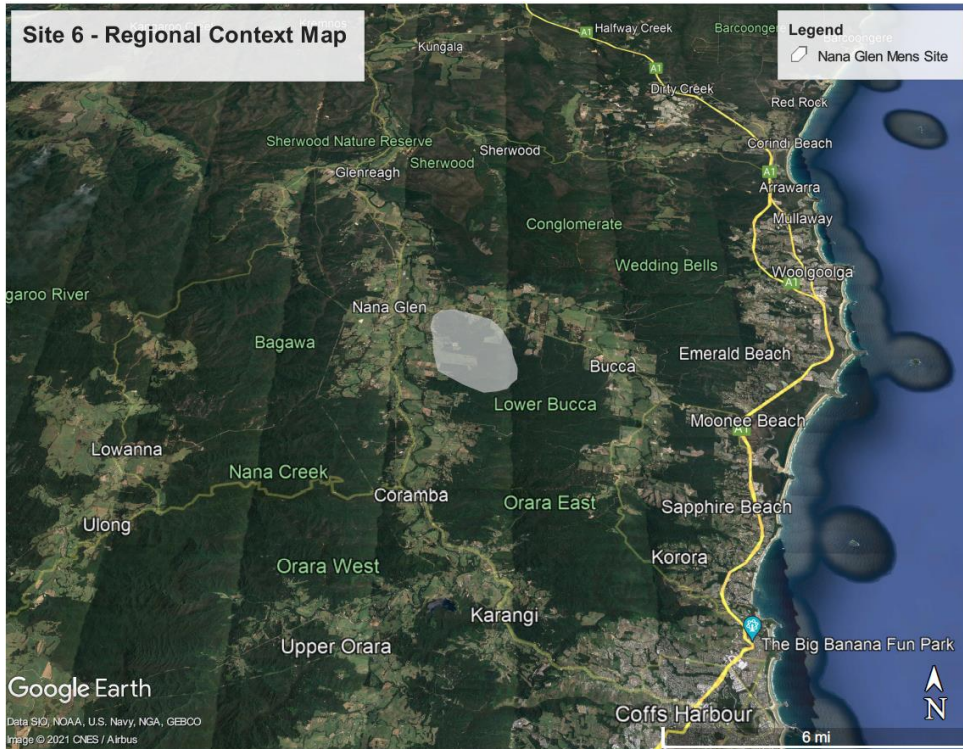 Site 6 - Regional Context Map
Legend
Nana Glen Mens Site
Kungala
A1
Halfway Creek
Barcoongere
A1
Dirty Creek
Red Rock
Sherwood Nature Reserve
Sherwood
Sherwood
Corindi Beach
Glenreagh
A1
Arrawarra
Conglomerate
Mullaway
Wedding Bells
Woolgoolga
A1
garoo River
Nana Glen
Bagawa
Emerald Beach
Bucca
Lower Bucca
Moonee Beach
A1
Lowanna
Nana Creek
Coramba
Orara East
Sapphire Beach
Ulong
Korora
Orara West
Karangi
Upper Orara
The Big Banana Fun Park
Google Earth
N
Data SIO, NOAA, U.S. Navy, NGA, GEBCO
Image © 2021 CNES / Airbus
Coffs Harbour
6 mi